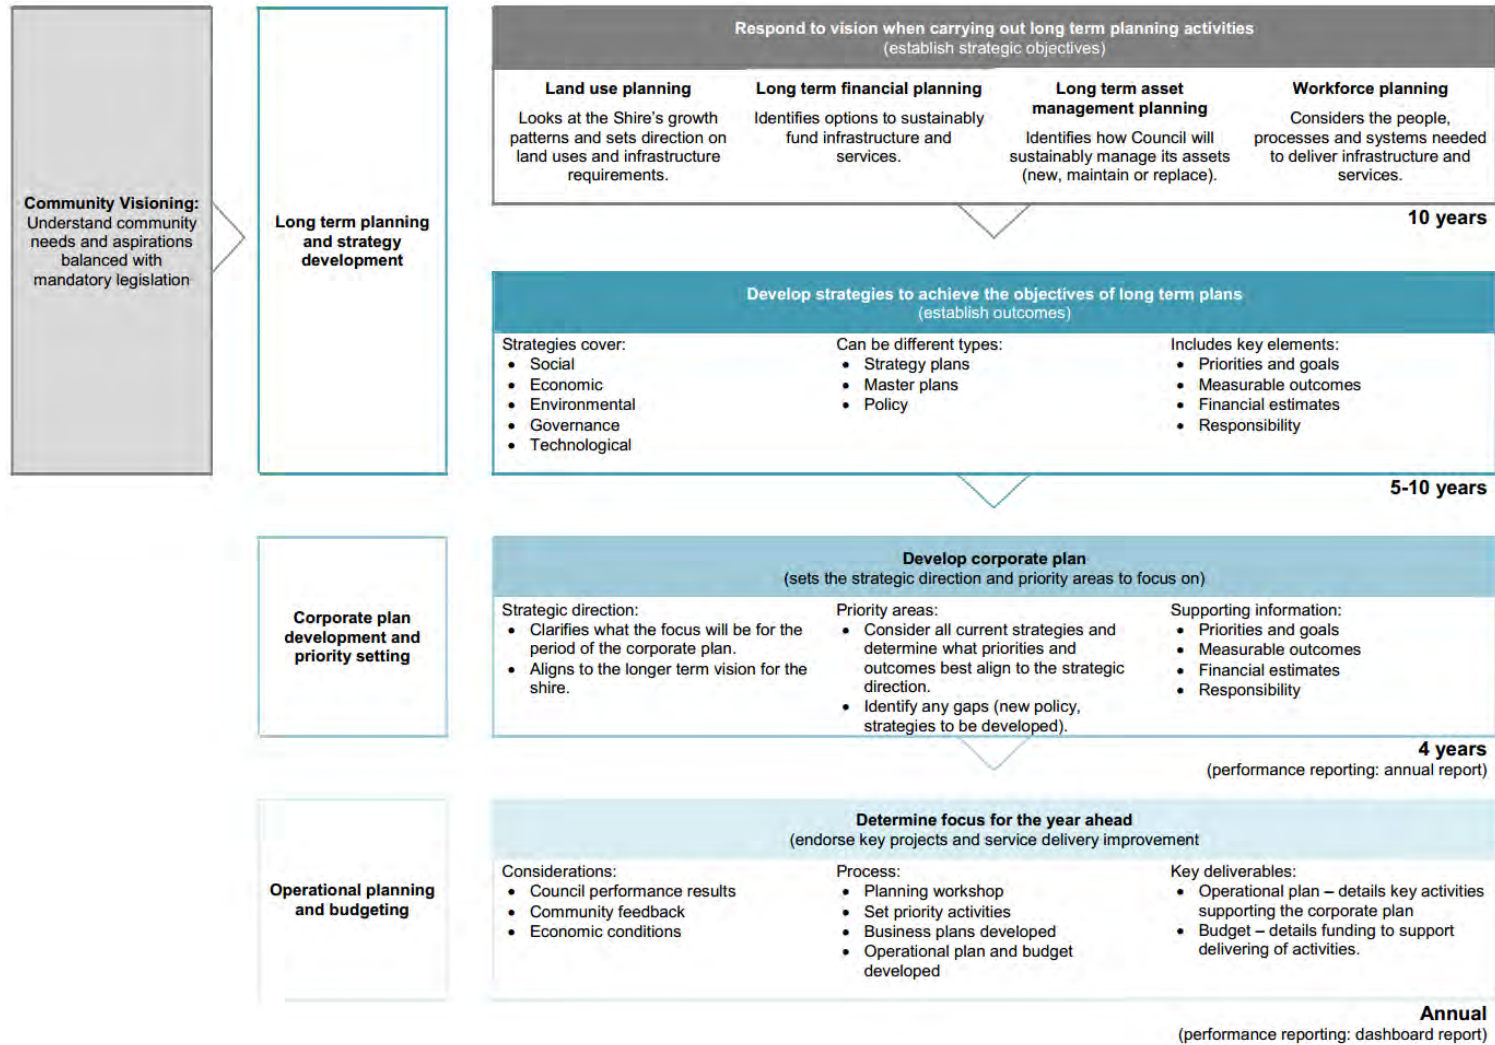 Community Visioning:
Understand community
needs and aspirations
balanced with
mandatory legislation
Long term planning
and strategy
development
Respond to vision when carrying out long term planning activities
(establish strategic objectives)
Land use planning
Looks at the Shire's growth
patterns and sets direction on
land uses and infrastructure
requirements.
Long term financial planning
Identifies options to sustainably
fund infrastructure and
services.
Long term asset
management planning
Identifies how Council will
sustainably manage its assets
(new, maintain or replace).
Workforce planning
Considers the people,
processes and systems needed
to deliver infrastructure and
services.
10 years
Develop strategies to achieve the objectives of long term plans
(establish outcomes)
Strategies cover:
• Social
• Economic
• Environmental
• Governance
• Technological
Can be different types:
• Strategy plans
• Master plans
• Policy
Includes key elements:
• Priorities and goals
• Measurable outcomes
• Financial estimates
• Responsibility
5-10 years
Corporate plan
development and
priority setting
Develop corporate plan
(sets the strategic direction and priority areas to focus on)
Strategic direction:
• Clarifies what the focus will be for the
period of the corporate plan.
• Aligns to the longer term vision for the
shire.
Priority areas:
• Consider all current strategies and
determine what priorities and
outcomes best align to the strategic
direction.
• Identify any gaps (new policy,
strategies to be developed).
Supporting information:
• Priorities and goals
• Measurable outcomes
• Financial estimates
• Responsibility
4 years
(performance reporting: annual report)
Operational planning
and budgeting
Determine focus for the year ahead
(endorse key projects and service delivery improvement
Considerations:
• Council performance results
• Community feedback
• Economic conditions
Process:
• Planning workshop
• Set priority activities
• Business plans developed
• Operational plan and budget
developed
Key deliverables:
• Operational plan – details key activities
supporting the corporate plan
• Budget – details funding to support
delivering of activities.
Annual
(performance reporting: dashboard report)